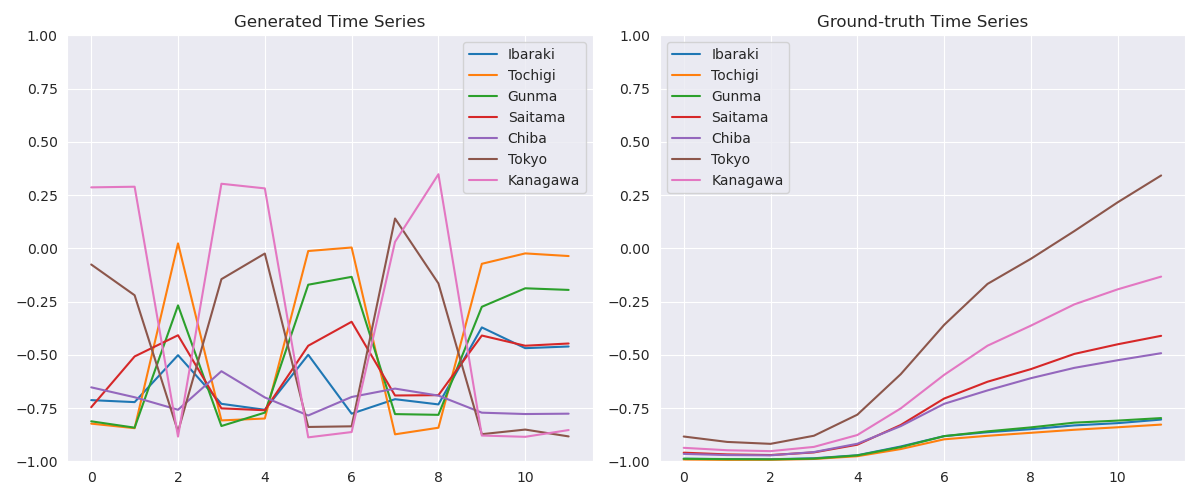 Generated Time Series
1.00
0.75
0.50
0.25
0.00
−0.25
−0.50
−0.75
−1.00
0 2 4 6 8 10
Ibaraki
Tochigi
Gunma
Saitama
Chiba
Tokyo
Kanagawa
Ground-truth Time Series
1.00
0.75
0.50
0.25
0.00
−0.25
−0.50
−0.75
−1.00
0 2 4 6 8 10
Ibaraki
Tochigi
Gunma
Saitama
Chiba
Tokyo
Kanagawa